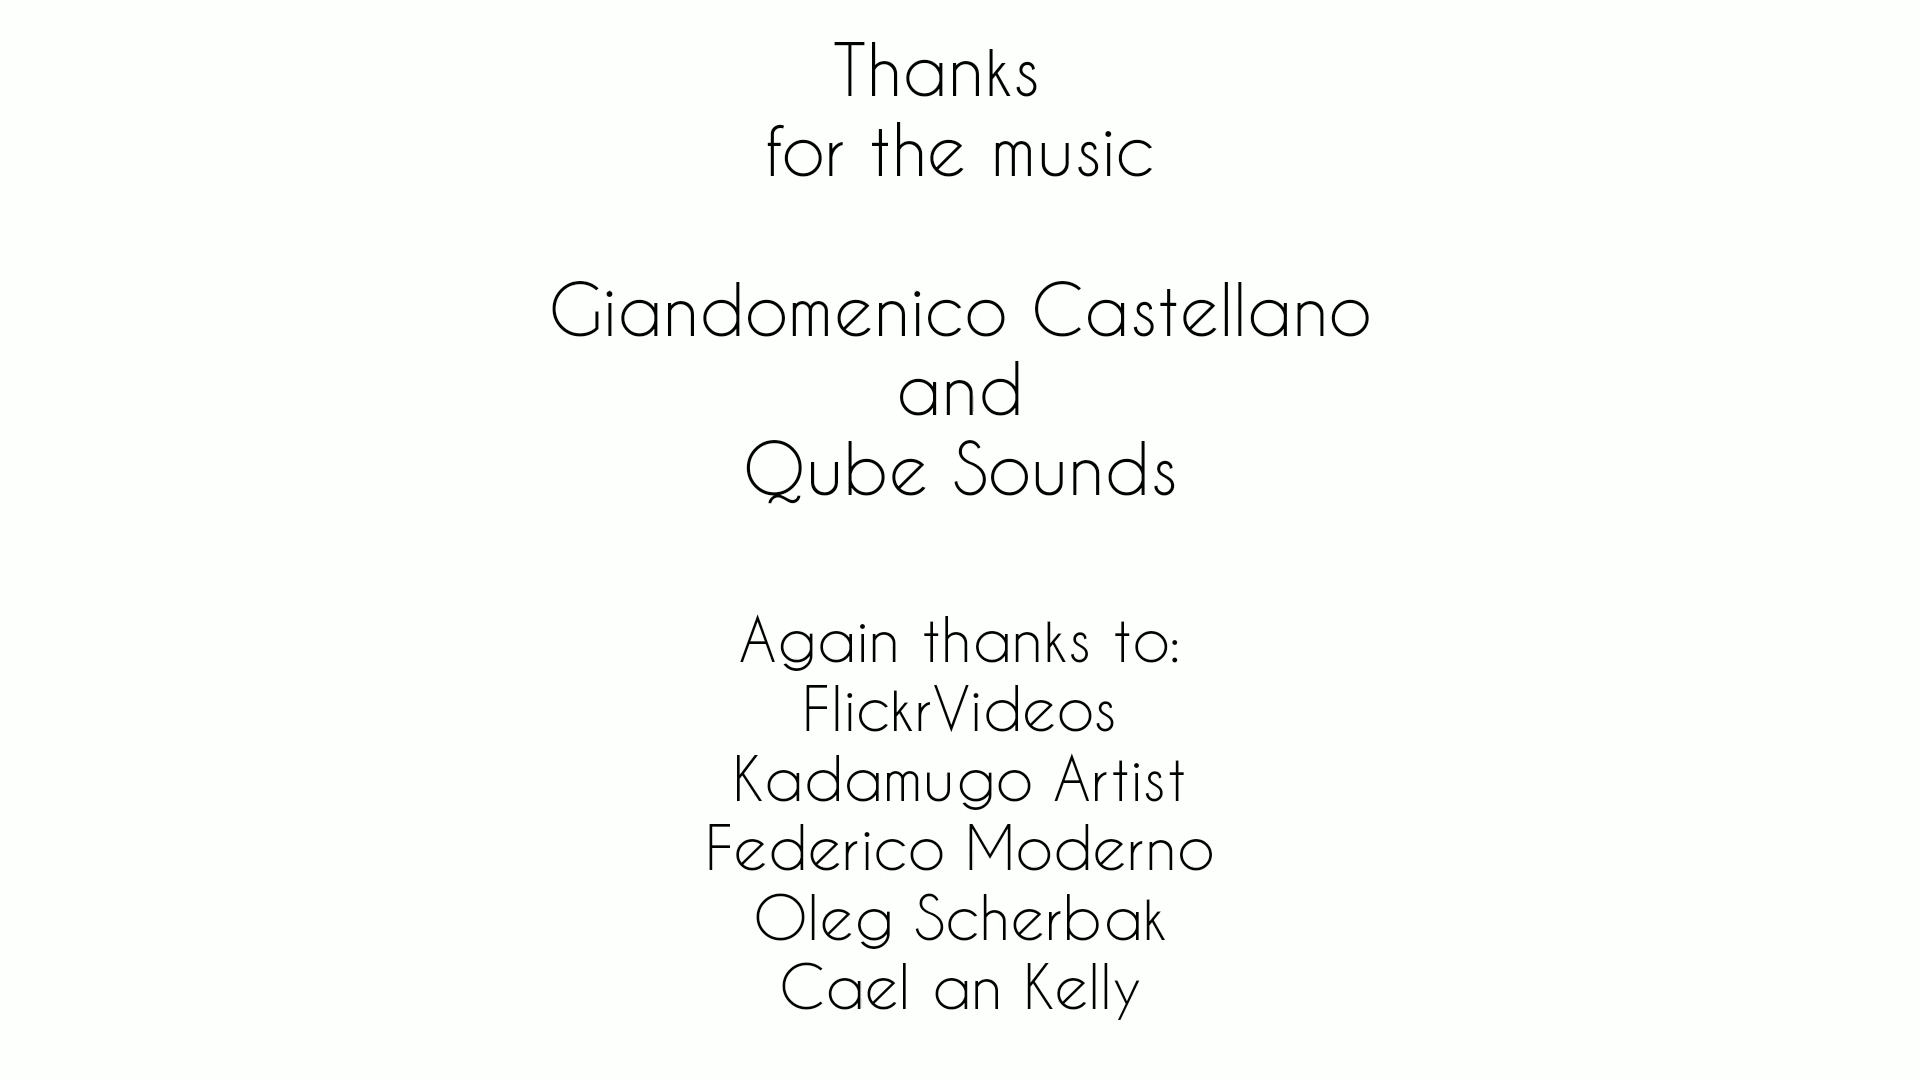 Thanks
for the music
Giandomenico Castellano
and
Qube Sounds
Again thanks to:
FlickrVideos
Kadamugo Artist
Federico Moderno
Oleg Scherbak
Cael an Kelly